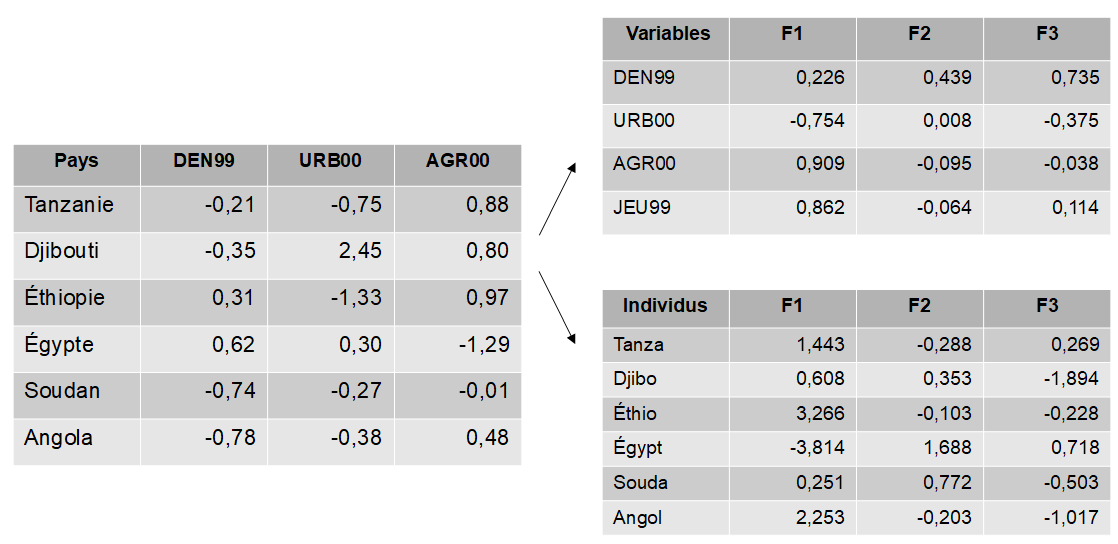 Pays DEN99 URB00 AGR00
Tanzanie -0,21 -0,75 0,88
Djibouti -0,35 2,45 0,80
Éthiopie 0,31 -1,33 0,97
Égypte 0,62 0,30 -1,29
Soudan -0,74 -0,27 -0,01
Angola -0,78 -0,38 0,48
Variables F1 F2 F3
DEN99 0,226 0,439 0,735
URB00 -0,754 0,008 -0,375
AGR00 0,909 -0,095 -0,038
JEU99 0,862 -0,064 0,114
Individus F1 F2 F3
Tanza 1,443 -0,288 0,269
Djibo 0,608 0,353 -1,894
Éthio 3,266 -0,103 -0,228
Égypt -3,814 1,688 0,718
Souda 0,251 0,772 -0,503
Angol 2,253 -0,203 -1,017